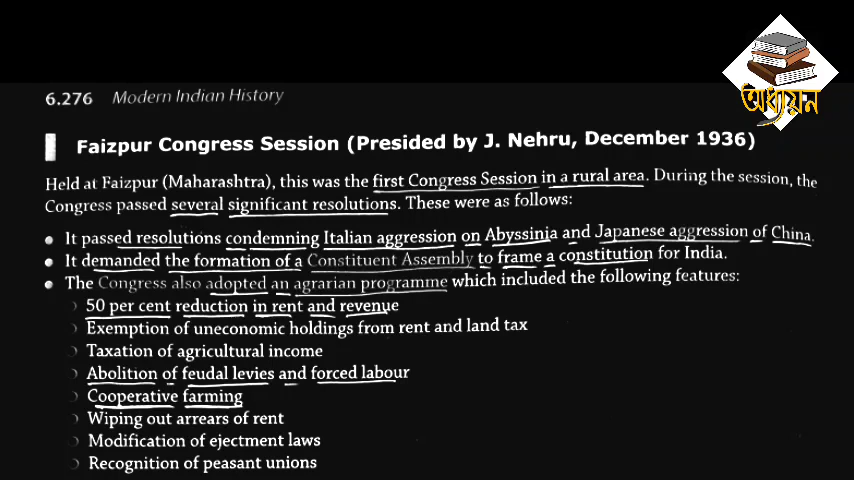 অধ্যয়ন
6.276 Modern Indian History
Faizpur Congress Session (Presided by J. Nehru, December 1936)
Held at Faizpur (Maharashtra), this was the first Congress Session in a rural area. During the session, the
Congress passed several significant resolutions. These were as follows:
• It passed resolutions condemning Italian aggression on Abyssinia and Japanese aggression of China.
• It demanded the formation of a Constituent Assembly to frame a constitution for India.
• The Congress also adopted an agrarian programme which included the following features:
50 per cent reduction in rent and revenue
Exemption of uneconomic holdings from rent and land tax
Taxation of agricultural income
Abolition of feudal levies and forced labour
Cooperative farming
Wiping out arrears of rent
Modification of ejectment laws
Recognition of peasant unions